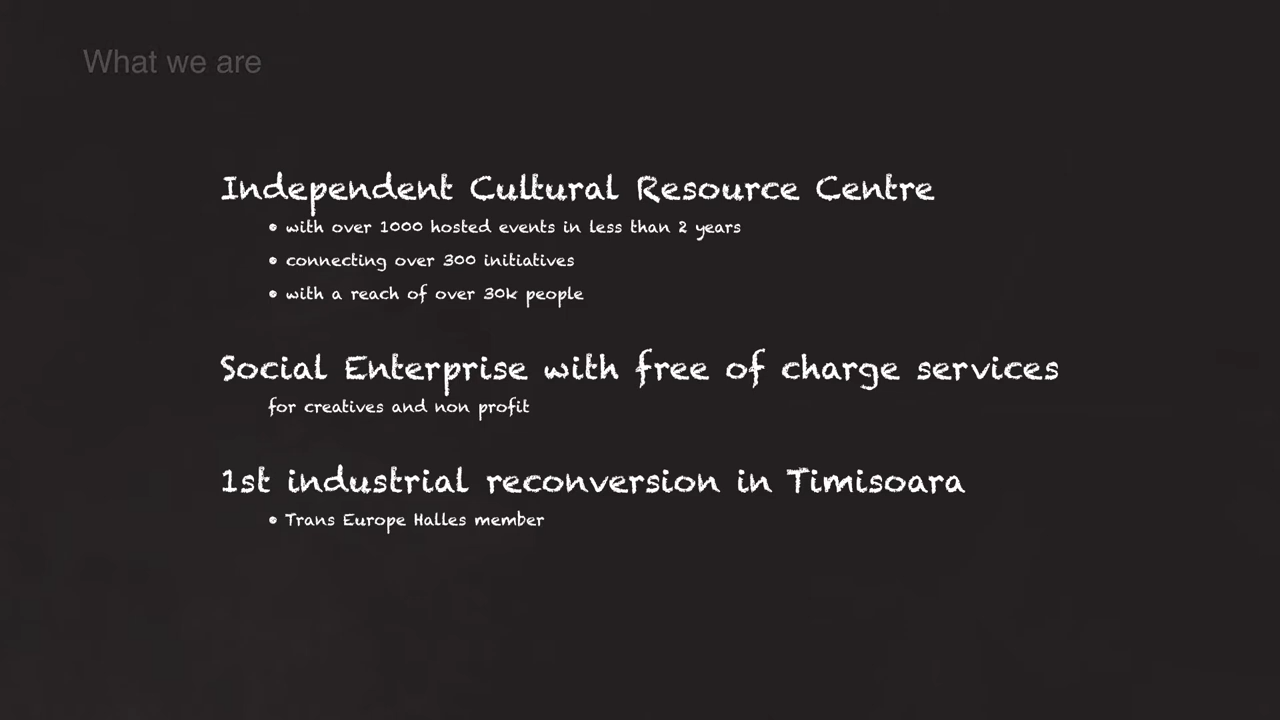 What we are
Independent Cultural Resource Centre
• with over 1000 hosted events in less than 2 years
• connecting over 300 initiatives
• with a reach of over 30k people
Social Enterprise with free of charge services
for creatives and non profit
1st industrial reconversion in Timisoara
• Trans Europe Halles member